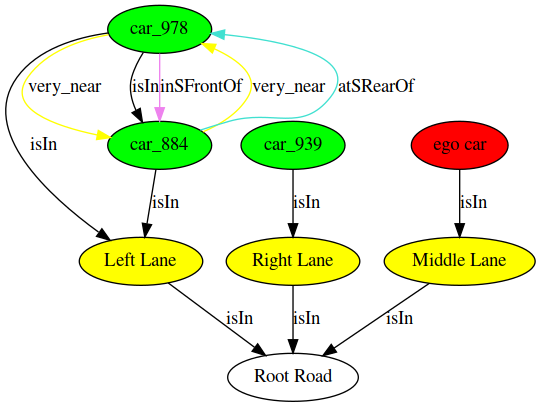 car_978
very_near
isIn
inSFrontOf
very_near
atSRearOf
isIn
car_884
car_939
ego car
isIn
isIn
isIn
Left Lane
Right Lane
Middle Lane
isIn
isIn
isIn
Root Road